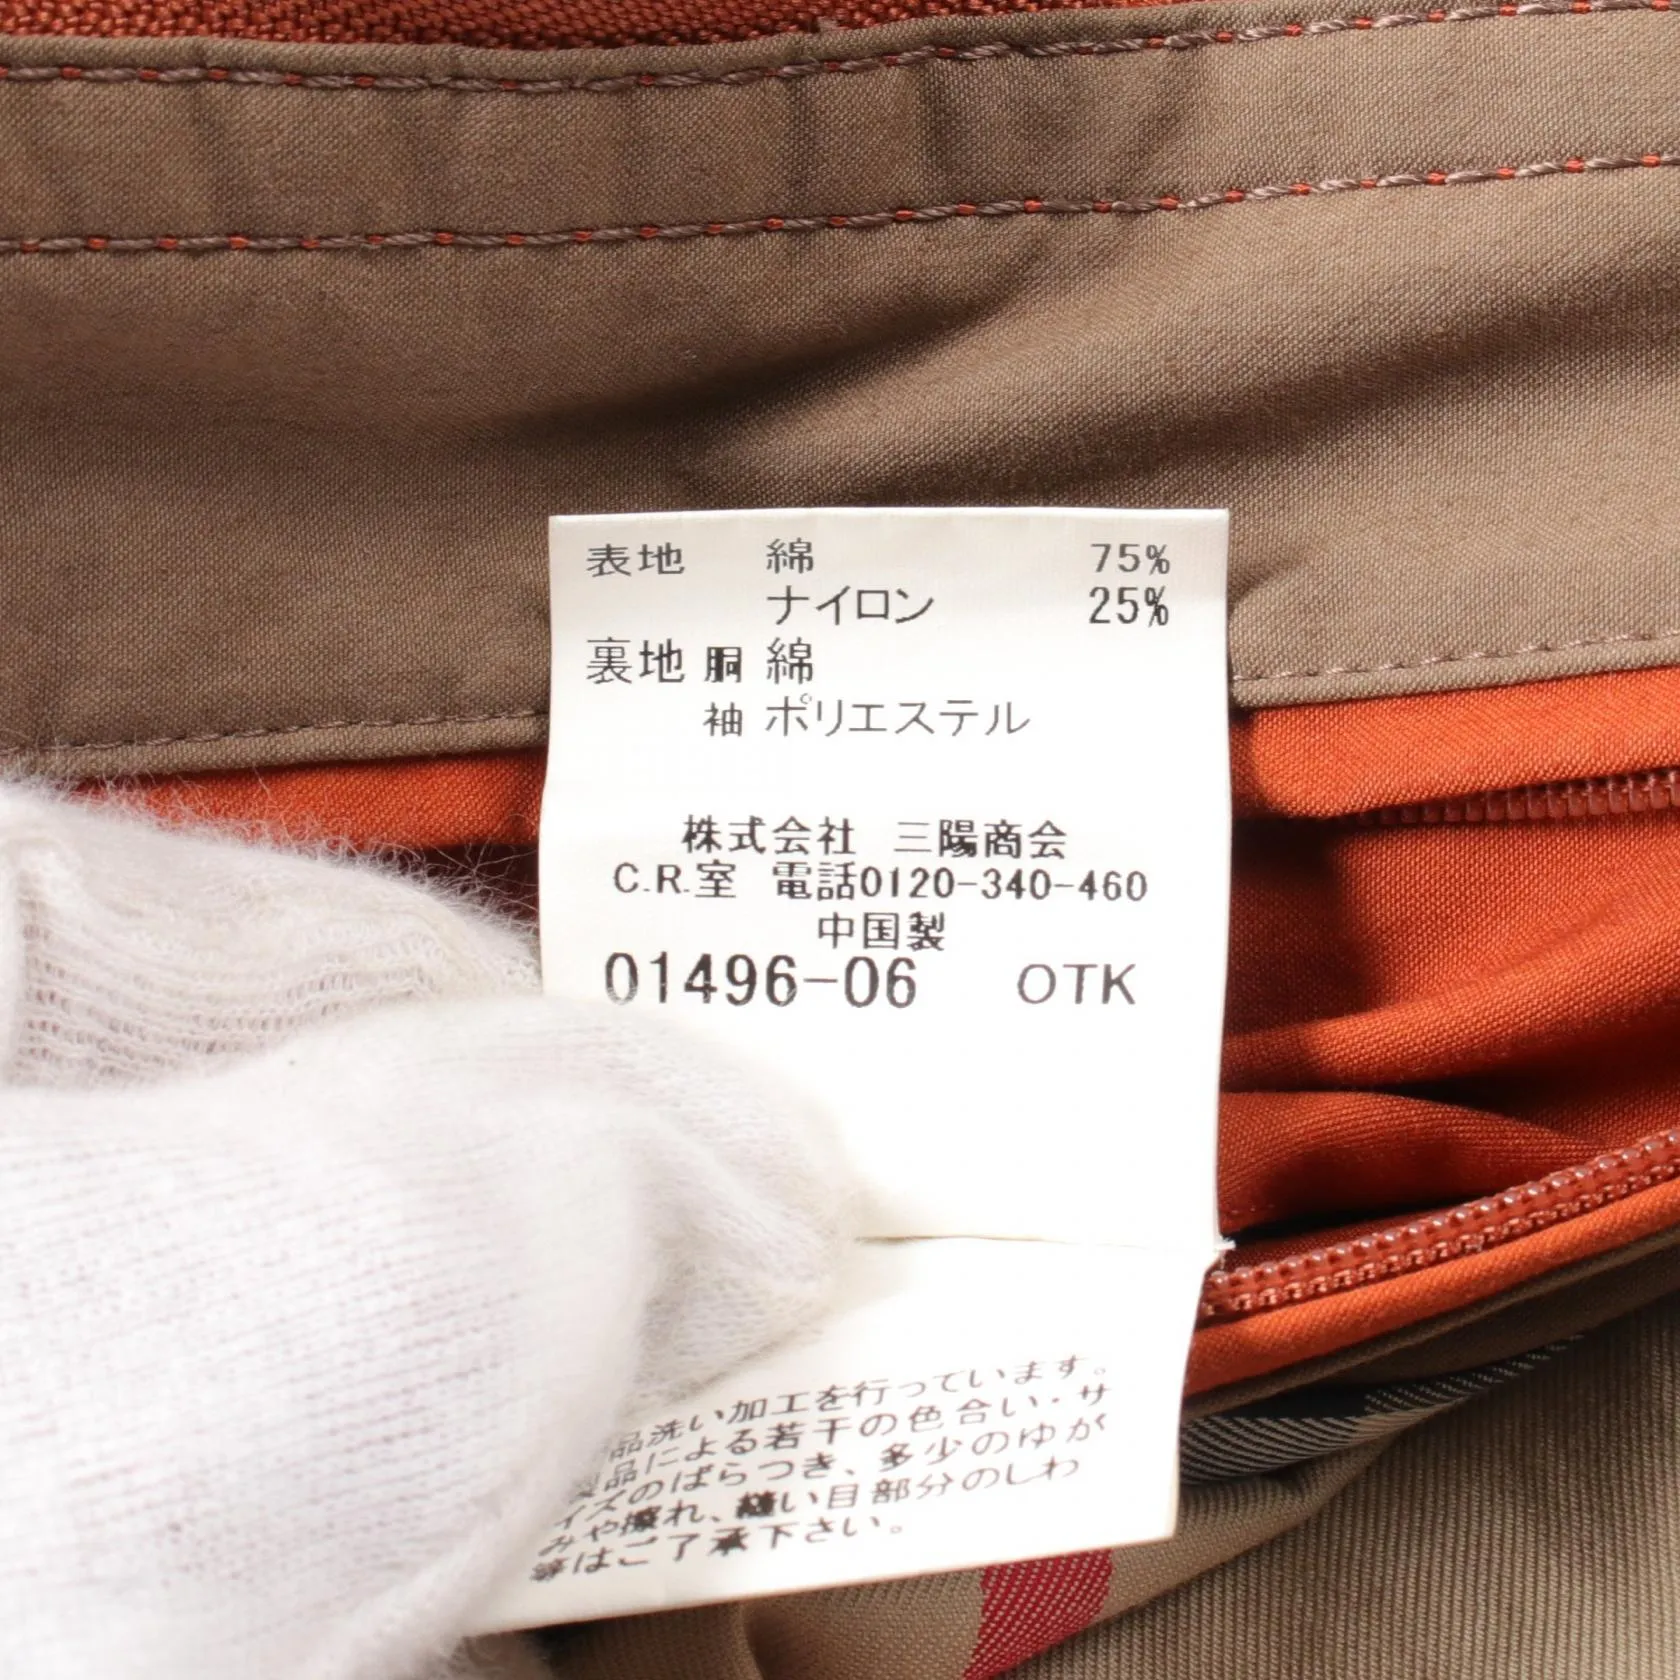 表地 綿 75%
ナイロン 25%
裏地 胴 綿
袖 ポリエステル
株式会社 三陽商会
C.R.室 電話0120-340-460
中国製
01496-06 OTK
品洗い加工を行っています。
製品による若干の色合い・サ
イズのばらつき、多少のゆが
みや擦れ、縫い目部分のしわ
等はご了承下さい。